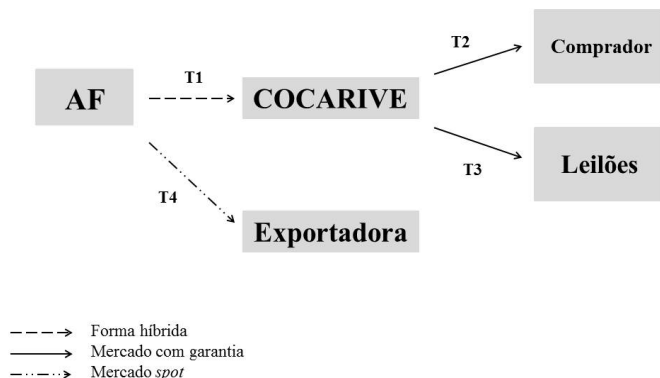 T2
Comprador
T1
AF
COCARIVE
T3
Leilões
T4
Exportadora
Forma híbrida
Mercado com garantia
Mercado spot